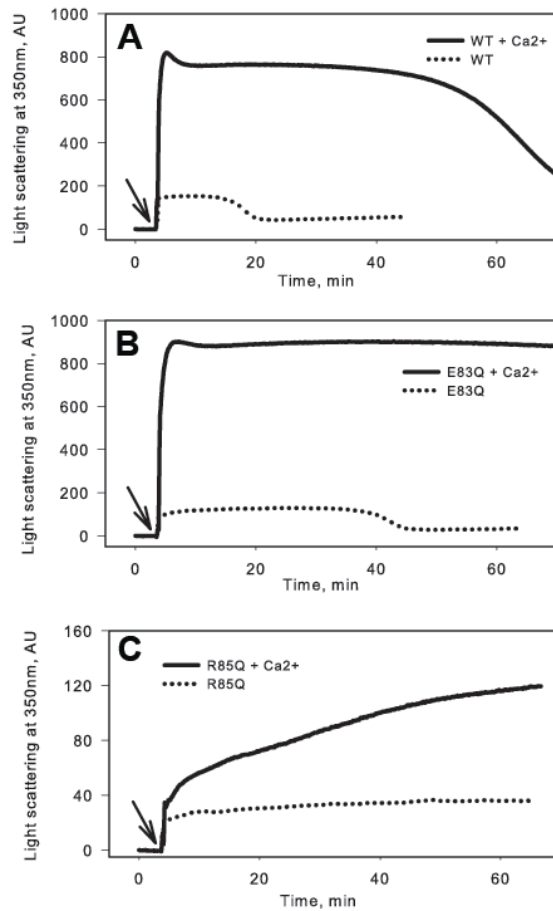 A
Light scattering at 350nm, AU
1000
800
600
400
200
0
WT + Ca2+
WT
0 20 40 60
Time, min
B
Light scattering at 350nm, AU
1000
800
600
400
200
0
E83Q + Ca2+
E83Q
0 20 40 60
Time, min
C
Light scattering at 350nm, AU
160
120
80
40
0
R85Q + Ca2+
R85Q
0 20 40 60
Time, min